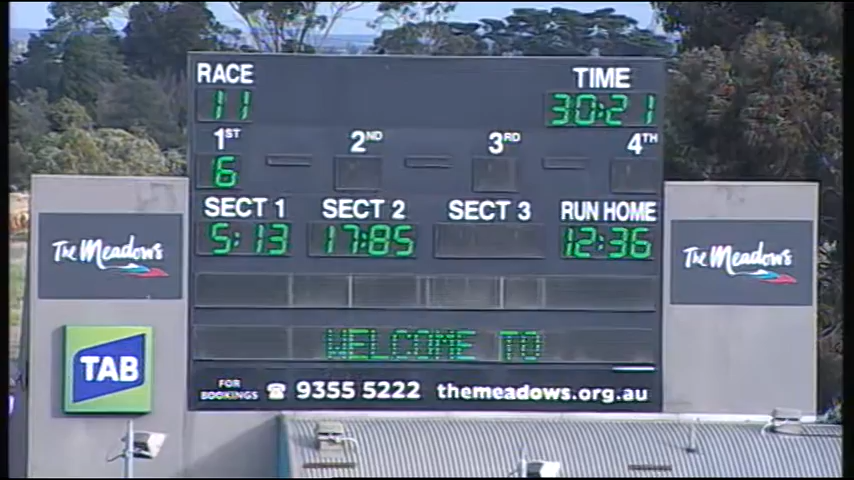 RACE TIME
11 30:21
1ST 2ND 3RD 4TH
6
SECT 1 SECT 2 SECT 3 RUN HOME
5:13 17:85 12:36
The Meadows The Meadows
WELCOME TO
TAB
FOR BOOKINGS ☎ 9355 5222 themeadows.org.au